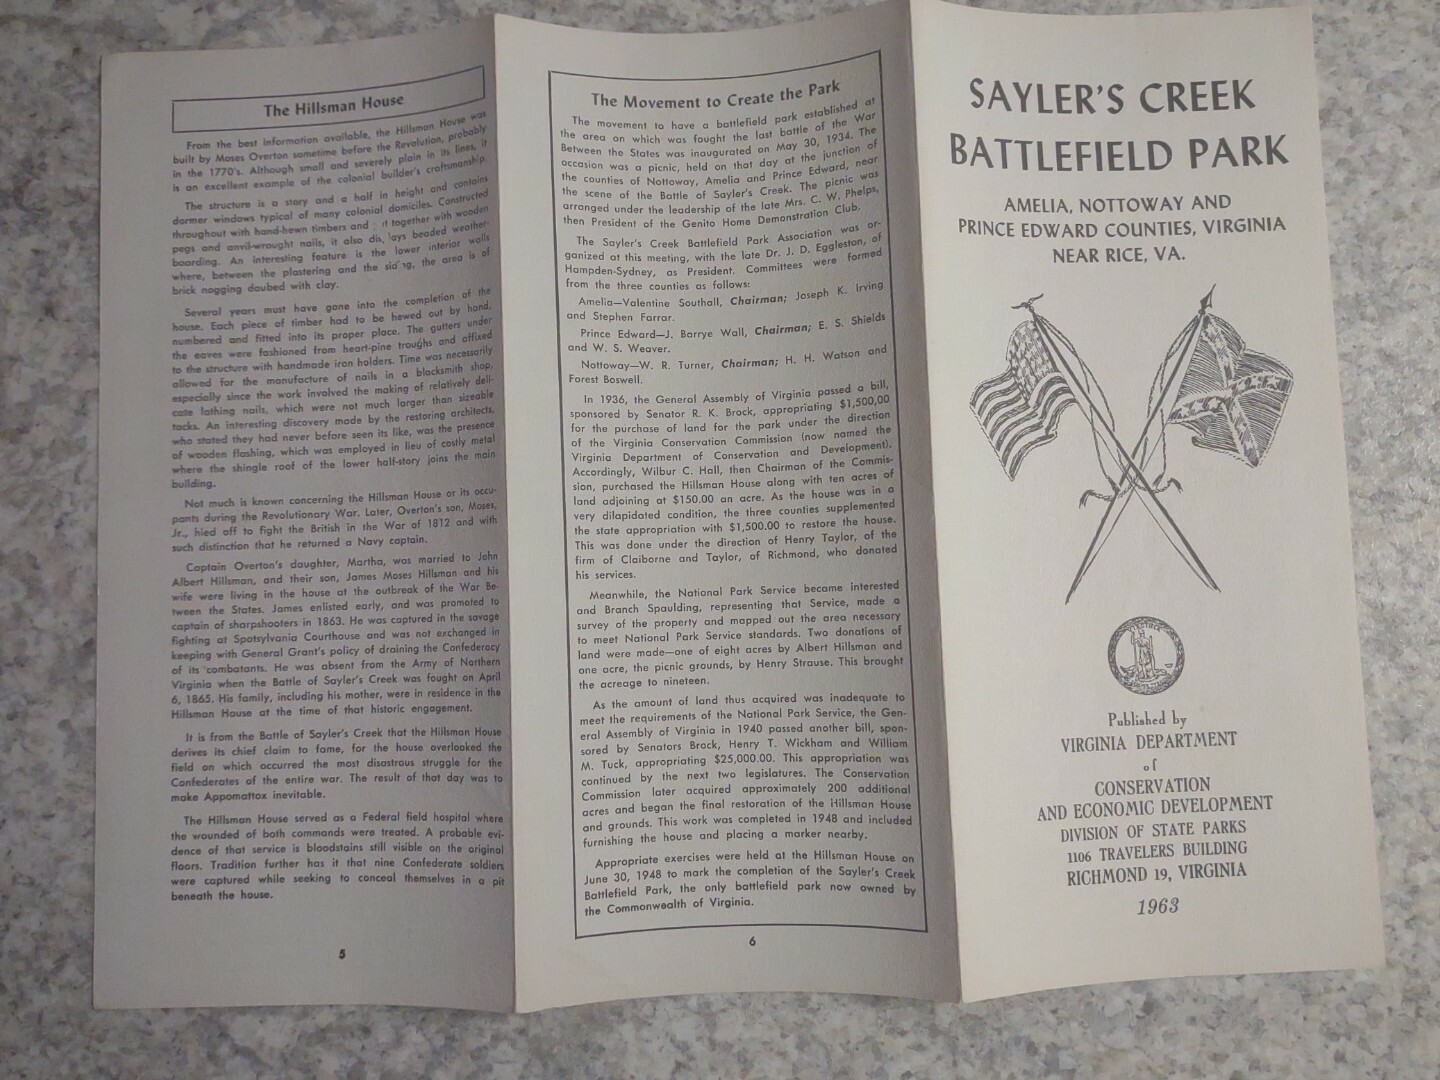 The Hillsman House
From the best information available, the Hillsman House was
built by Moses Overton sometime before the Revolution, probably
in the 1770's. Although small and severely plain in its lines, it
is an excellent example of the colonial builder's craftsmanship.
The structure is a story and a half in height and contains
dormer windows typical of many colonial domiciles. Constructed
throughout with hand-hewn timbers and it together with wooden
pegs and anvil-wrought nails, it also displays beaded weather-
boarding. An interesting feature is the lower interior walls
where, between the plastering and the siding, the area is of
brick nogging daubed with clay.
Several years must have gone into the completion of the
house. Each piece of timber had to be hewed out by hand,
numbered and fitted into its proper place. The gutters under
the eaves were fashioned from heart-pine troughs and affixed
to the structure with handmade iron holders. Time was necessarily
allowed for the manufacture of nails in a blacksmith shop,
especially since the work involved the making of relatively deli-
cate lathing nails, which were not much larger than sizeable
tacks. An interesting discovery made by the restoring architects,
who stated they had never before seen its like, was the presence
of wooden flashing, which was employed in lieu of costly metal
where the shingle roof of the lower half-story joins the main
building.
Not much is known concerning the Hillsman House or its occu-
pants during the Revolutionary War. Later, Overton's son, Moses,
Jr., hied off to fight the British in the War of 1812 and with
such distinction that he returned a Navy captain.
Captain Overton's daughter, Martha, was married to John
Albert Hillsman, and their son, James Moses Hillsman and his
wife were living in the house at the outbreak of the War Be-
tween the States. James enlisted early, and was promoted to
captain of sharpshooters in 1863. He was captured in the savage
fighting at Spotsylvania Courthouse and was not exchanged in
keeping with General Grant's policy of draining the Confederacy
of its combatants. He was absent from the Army of Northern
Virginia when the Battle of Sayler's Creek was fought on April
6, 1865. His family, including his mother, were in residence in the
Hillsman House at the time of that historic engagement.
It is from the Battle of Sayler's Creek that the Hillsman House
derives its chief claim to fame, for the house overlooked the
field on which occurred the most disastrous struggle for the
Confederates of the entire war. The result of that day was to
make Appomattox inevitable.
The Hillsman House served as a Federal field hospital where
the wounded of both commands were treated. A probable evi-
dence of that service is bloodstains still visible on the original
floors. Tradition further has it that nine Confederate soldiers
were captured while seeking to conceal themselves in a pit
beneath the house.
5
The Movement to Create the Park
The movement to have a battlefield park established at
the area on which was fought the last battle of the War
Between the States was inaugurated on May 30, 1934. The
occasion was a picnic, held on that day at the junction of
the counties of Nottoway, Amelia and Prince Edward, near
the scene of the Battle of Sayler's Creek. The picnic was
arranged under the leadership of the late Mrs. C. W. Phelps,
then President of the Genito Home Demonstration Club.
The Sayler's Creek Battlefield Park Association was or-
ganized at this meeting, with the late Dr. J. D. Eggleston, of
Hampden-Sydney, as President. Committees were formed
from the three counties as follows:
Amelia—Valentine Southall, Chairman; Joseph K. Irving
and Stephen Farrar.
Prince Edward—J. Barrye Wall, Chairman; E. S. Shields
and W. S. Weaver.
Nottoway—W. R. Turner, Chairman; H. H. Watson and
Forest Boswell.
In 1936, the General Assembly of Virginia passed a bill,
sponsored by Senator R. K. Brock, appropriating $1,500,00
for the purchase of land for the park under the direction
of the Virginia Conservation Commission (now named the
Virginia Department of Conservation and Development).
Accordingly, Wilbur C. Hall, then Chairman of the Commis-
sion, purchased the Hillsman House along with ten acres of
land adjoining at $150.00 an acre. As the house was in a
very dilapidated condition, the three counties supplemented
the state appropriation with $1,500.00 to restore the house.
This was done under the direction of Henry Taylor, of the
firm of Claiborne and Taylor, of Richmond, who donated
his services.
Meanwhile, the National Park Service became interested
and Branch Spaulding, representing that Service, made a
survey of the property and mapped out the area necessary
to meet National Park Service standards. Two donations of
land were made—one of eight acres by Albert Hillsman and
one acre, the picnic grounds, by Henry Strause. This brought
the acreage to nineteen.
As the amount of land thus acquired was inadequate to
meet the requirements of the National Park Service, the Gen-
eral Assembly of Virginia in 1940 passed another bill, spon-
sored by Senators Brock, Henry T. Wickham and William
M. Tuck, appropriating $25,000.00. This appropriation was
continued by the next two legislatures. The Conservation
Commission later acquired approximately 200 additional
acres and began the final restoration of the Hillsman House
and grounds. This work was completed in 1948 and included
furnishing the house and placing a marker nearby.
Appropriate exercises were held at the Hillsman House on
June 30, 1948 to mark the completion of the Sayler's Creek
Battlefield Park, the only battlefield park now owned by
the Commonwealth of Virginia.
6
SAYLER'S CREEK
BATTLEFIELD PARK
AMELIA, NOTTOWAY AND
PRINCE EDWARD COUNTIES, VIRGINIA
NEAR RICE, VA.
Published by
VIRGINIA DEPARTMENT
of
CONSERVATION
AND ECONOMIC DEVELOPMENT
DIVISION OF STATE PARKS
1106 TRAVELERS BUILDING
RICHMOND 19, VIRGINIA
1963